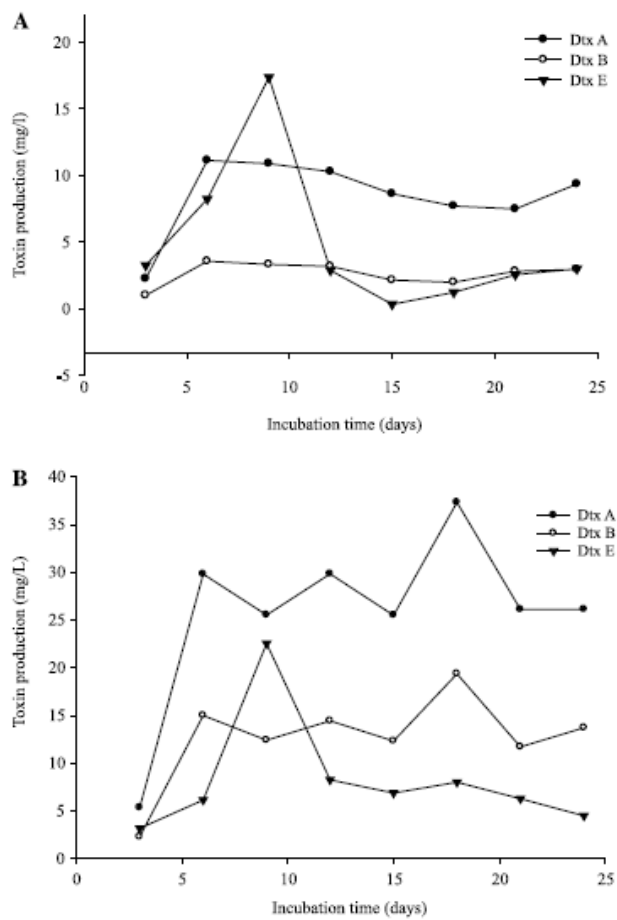 A
20
15
10
5
0
-5
Toxin production (mg/l)
Dtx A
Dtx B
Dtx E
0 5 10 15 20 25
Incubation time (days)
B
40
35
30
25
20
15
10
5
0
Toxin production (mg/L)
Dtx A
Dtx B
Dtx E
0 5 10 15 20 25
Incubation time (days)